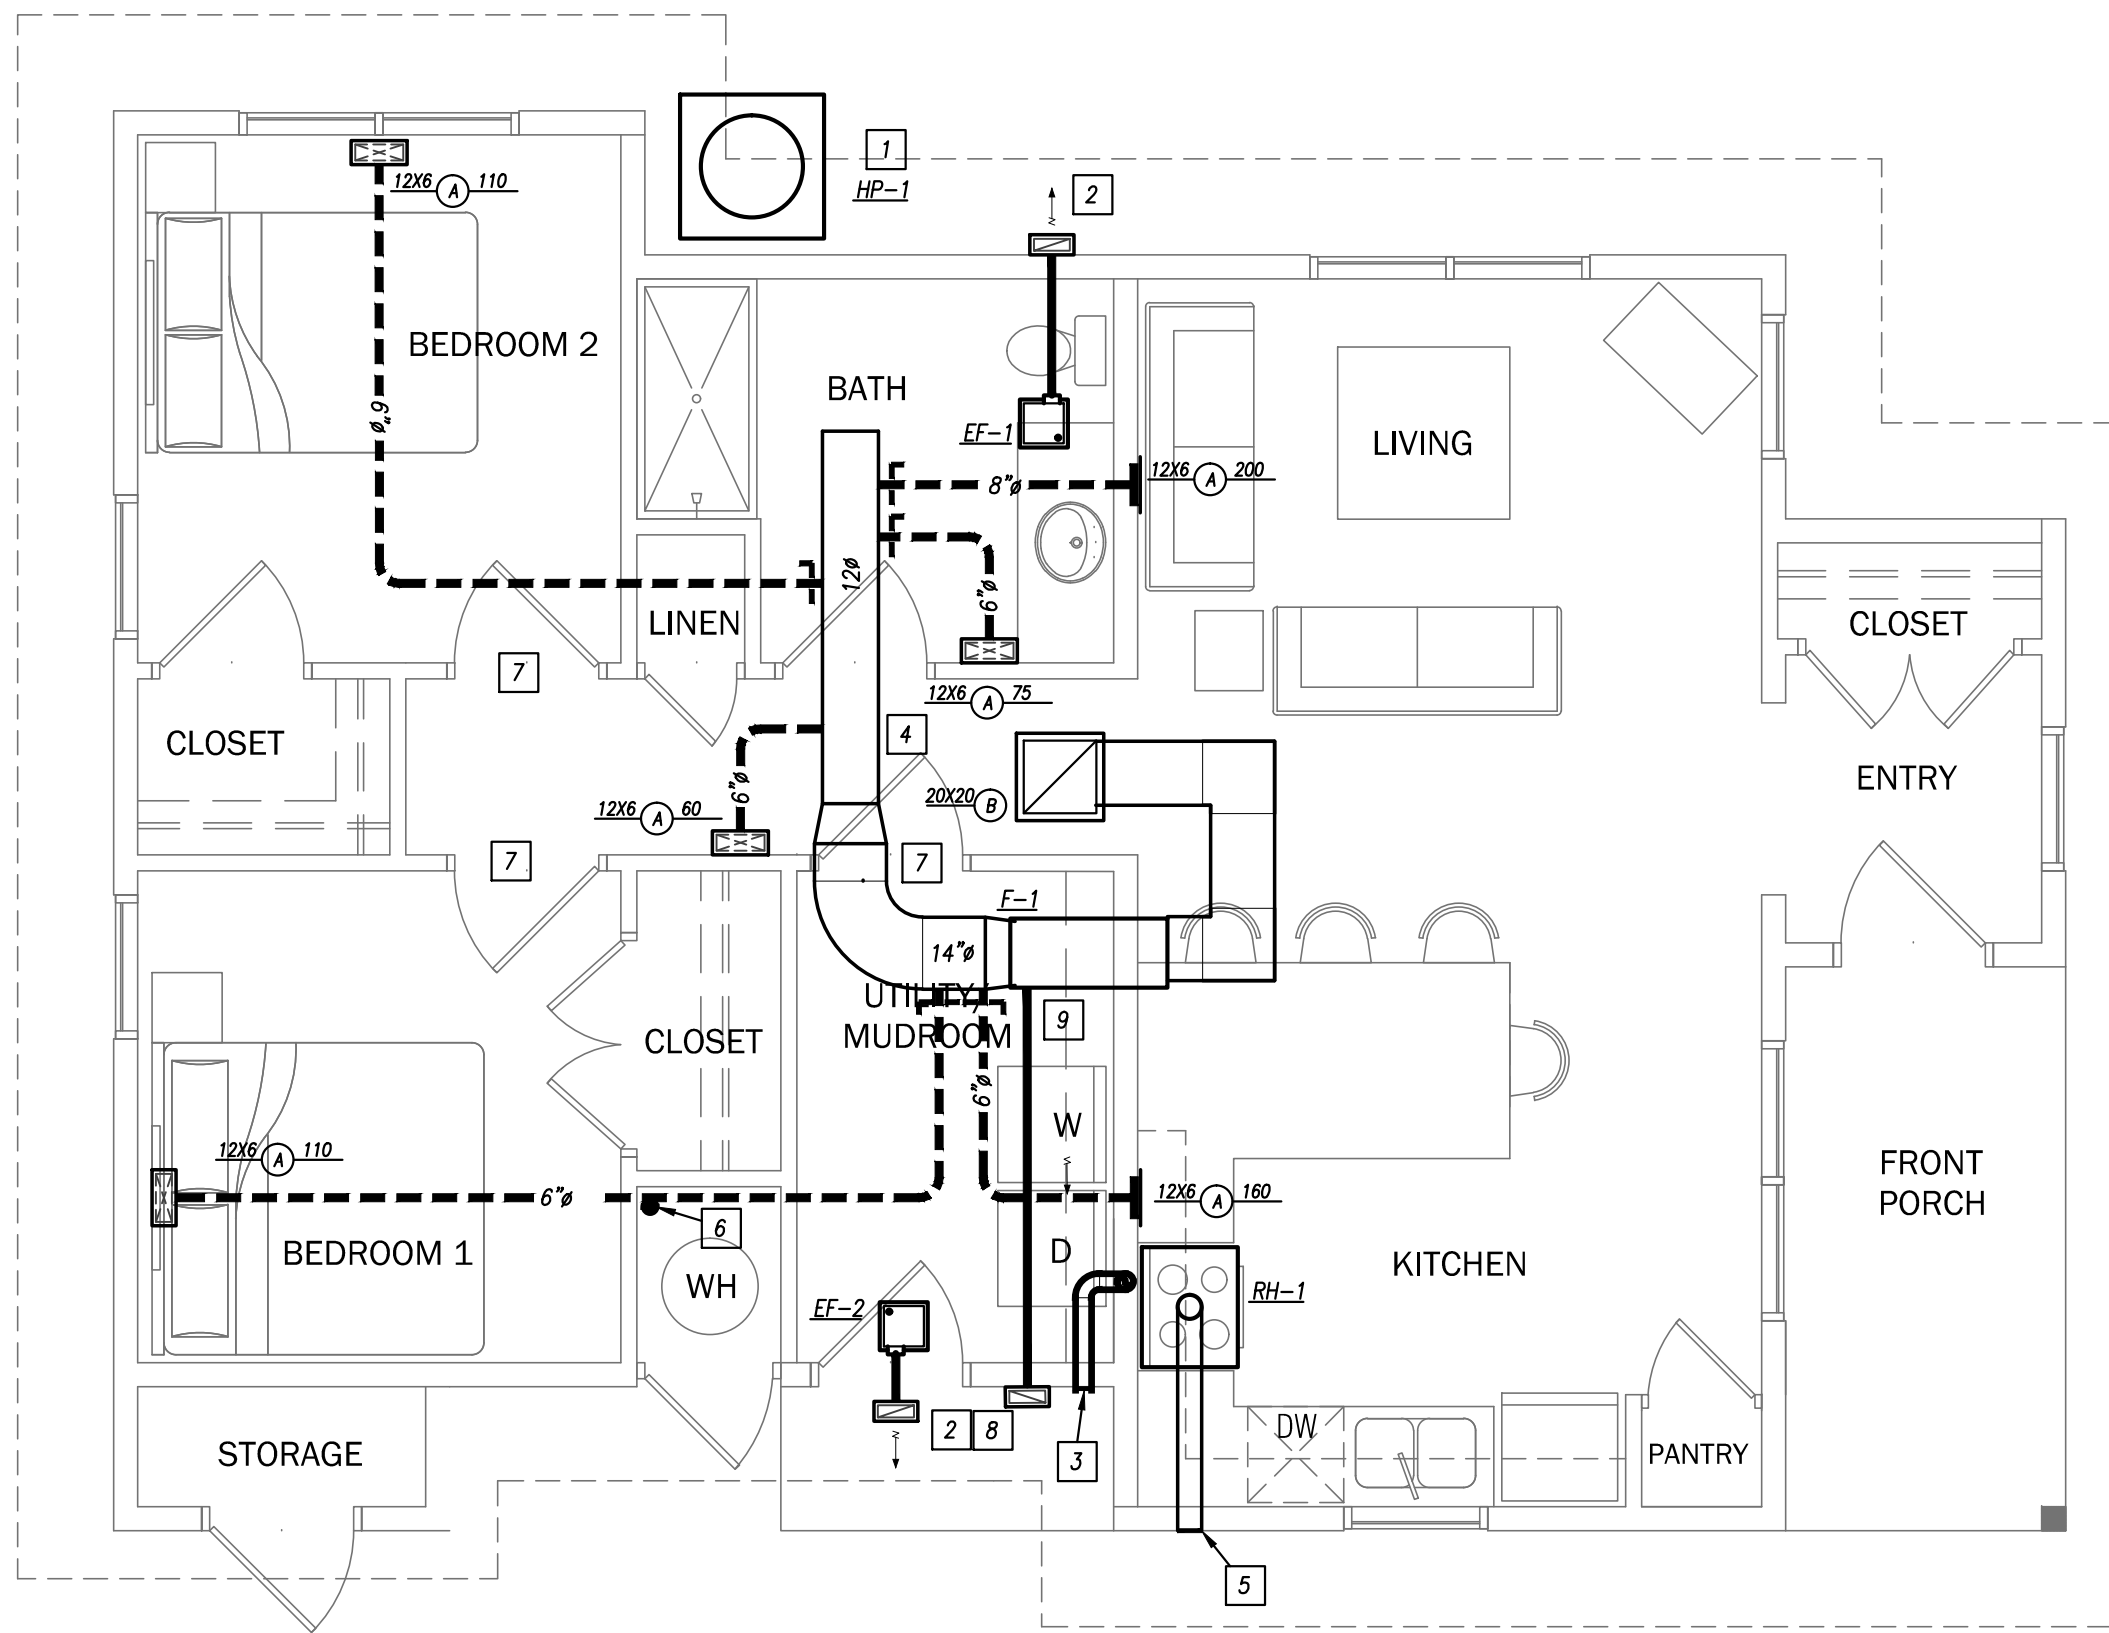 1
HP-1
12X6 A 110
2
BEDROOM 2
BATH
6"ø
EF-1
LIVING
8"ø
12X6 A 200
12ø
6"ø
LINEN
CLOSET
7
12X6 A 75
4
CLOSET
ENTRY
6"ø
20X20 B
12X6 A 60
7
7
F-1
14"ø
UTILITY/
MUDROOM
9
CLOSET
6"ø
W
12X6 A 110
6"ø
12X6 A 160
FRONT
PORCH
6
BEDROOM 1
WH
D
KITCHEN
RH-1
EF-2
2
8
3
DW
STORAGE
PANTRY
5